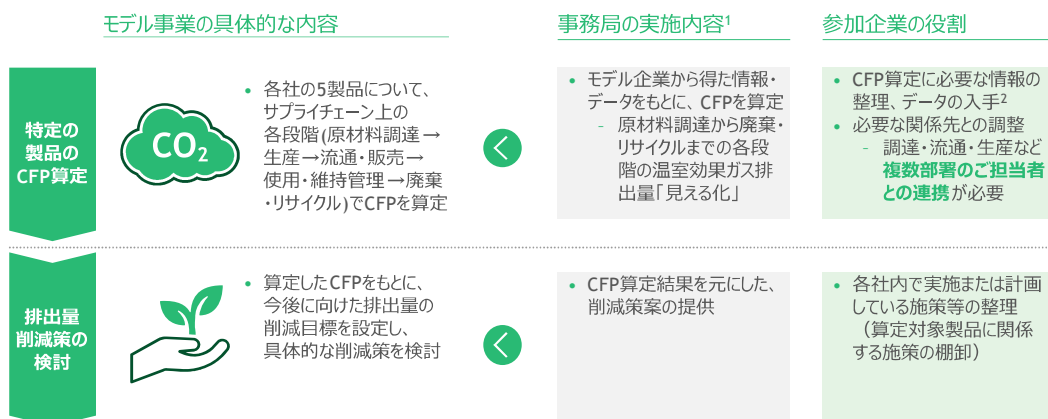 モデル事業の具体的な内容
事務局の実施内容1
参加企業の役割
特定の
製品の
CFP算定
CO2
• 各社の5製品について、
サプライチェーン上の
各段階(原材料調達→
生産→流通・販売→
使用・維持管理→廃棄
・リサイクル)でCFPを算定
• モデル企業から得た情報・
データをもとに、CFPを算定
- 原材料調達から廃棄・
リサイクルまでの各段
階の温室効果ガス排
出量「見える化」
• CFP算定に必要な情報の
整理、データの入手2
• 必要な関係先との調整
- 調達・流通・生産など
複数部署のご担当者
との連携が必要
排出量
削減策の
検討
• 算定したCFPをもとに、
今後に向けた排出量の
削減目標を設定し、
具体的な削減策を検討
• CFP算定結果を元にした、
削減策案の提供
• 各社内で実施または計画
している施策等の整理
（算定対象製品に関係
する施策の棚卸）